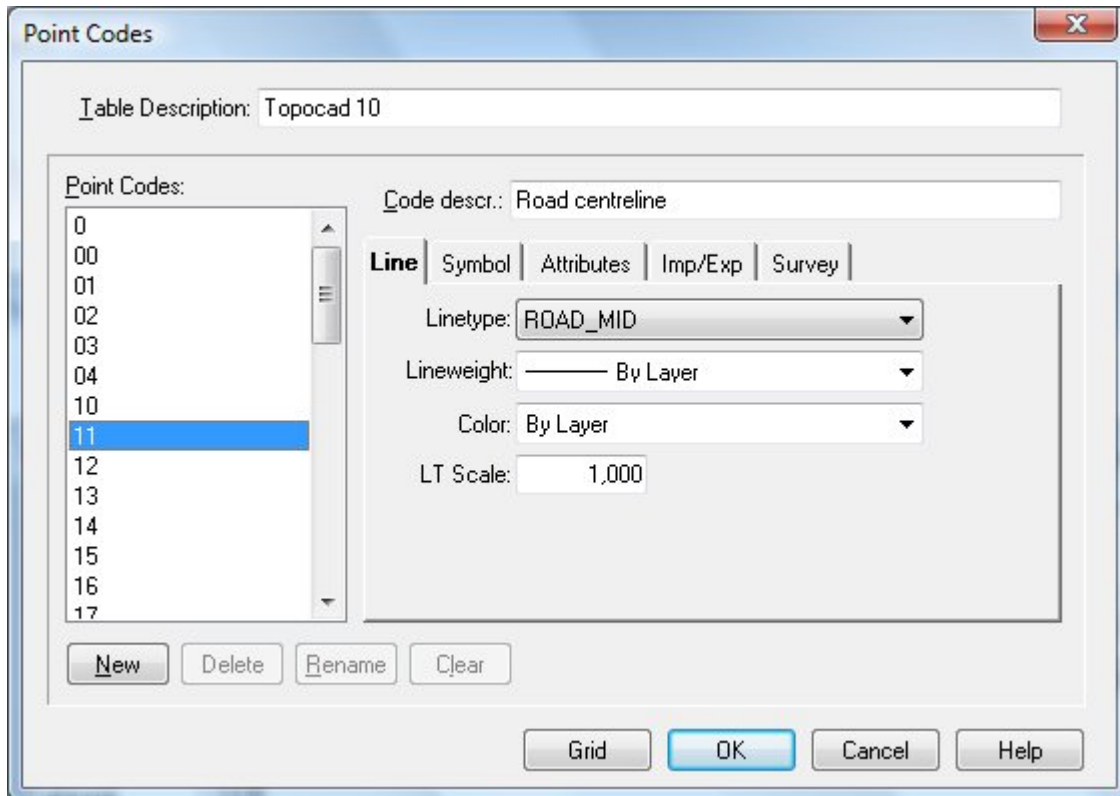 Point Codes
Table Description: Topocad 10
Point Codes:
0
00
01
02
03
04
10
11
12
13
14
15
16
17
Code descr.: Road centreline
Line Symbol Attributes Imp/Exp Survey
Linetype: ROAD_MID
Lineweight: By Layer
Color: By Layer
LT Scale: 1,000
New Delete Rename Clear
Grid OK Cancel Help